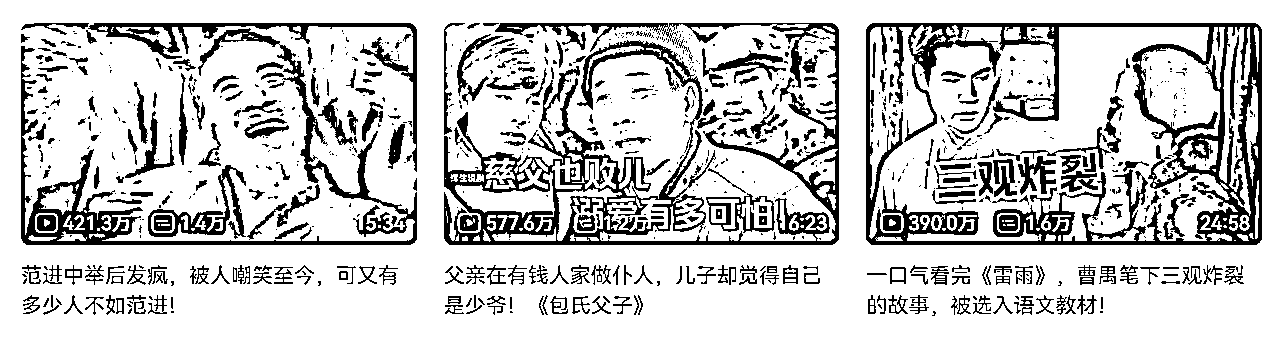 421.3万 1.4万 15:34
范进中举后发疯，被人嘲笑至今，可又有
多少人不如范进！
慈父也败儿
溺爱有多可怕！
577.6万 1.2万 16:23
父亲在有钱人家做仆人，儿子却觉得自己
是少爷！《包氏父子》
三观炸裂
390.0万 1.6万 24:58
一口气看完《雷雨》，曹禺笔下三观炸裂
的故事，被选入语文教材！